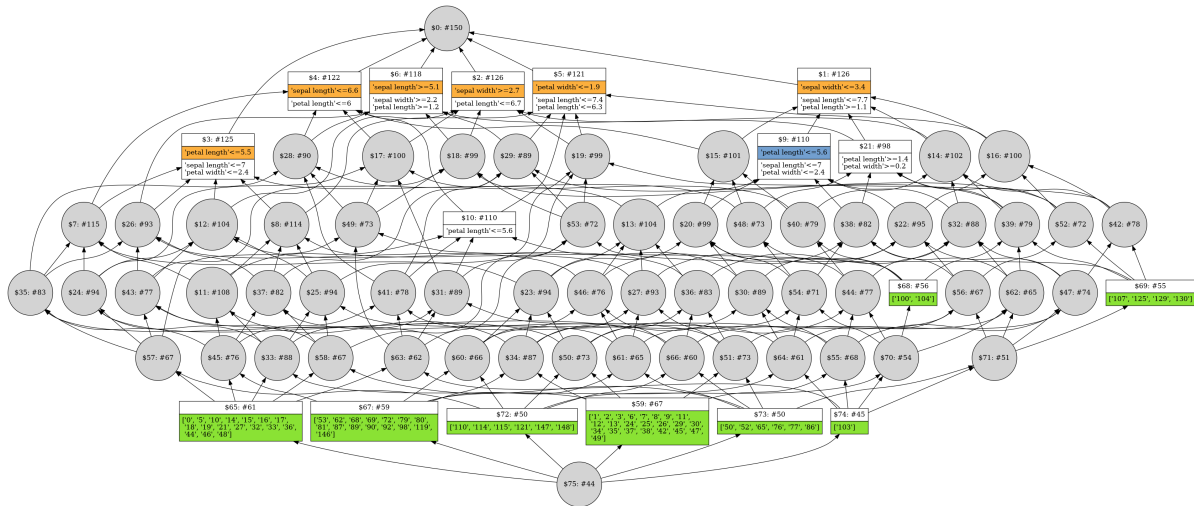 $0: #150
$4: #122
'sepal length'<=6.6
'petal length'<=6
$6: #118
'sepal length'>=5.1
'sepal width'>=2.2
'petal length'>=1.2
$2: #126
'sepal width'>=2.7
'petal length'<=6.7
$5: #121
'petal width'<=1.9
'sepal length'<=7.4
'petal length'<=6.3
$1: #126
'sepal width'<=3.4
'sepal length'<=7.7
'petal length'>=1.1
$3: #125
'petal length'<=5.5
'sepal length'<=7
'petal width'<=2.4
$28: #90
$17: #100
$18: #99
$29: #89
$19: #99
$15: #101
$9: #110
'petal length'<=5.6
'sepal length'<=7
'petal width'<=2.4
$21: #98
'petal length'>=1.4
'petal width'>=0.2
$14: #102
$16: #100
$7: #115
$26: #93
$12: #104
$8: #114
$49: #73
$10: #110
'petal length'<=5.6
$53: #72
$13: #104
$20: #99
$48: #73
$40: #79
$38: #82
$22: #95
$32: #88
$39: #79
$52: #72
$42: #78
$35: #83
$24: #94
$43: #77
$11: #108
$37: #82
$25: #94
$41: #78
$31: #89
$23: #94
$46: #76
$27: #93
$36: #83
$30: #89
$54: #71
$44: #77
$68: #56
['100', '104']
$56: #67
$62: #65
$47: #74
$69: #55
['107', '125', '129', '130']
$57: #67
$45: #76
$33: #88
$58: #67
$63: #62
$60: #66
$34: #87
$50: #73
$61: #65
$66: #60
$51: #73
$64: #61
$55: #68
$70: #54
$71: #51
$65: #61
['0', '5', '10', '14', '15', '16', '17',
'18', '19', '21', '27', '32', '33', '36',
'44', '46', '48']
$67: #59
['53', '62', '68', '69', '72', '79', '80',
'81', '87', '89', '90', '92', '98', '119',
'146']
$72: #50
['110', '114', '115', '121', '147', '148']
$59: #67
['1', '2', '3', '6', '7', '8', '9', '11',
'12', '13', '24', '25', '26', '29', '30',
'34', '35', '37', '38', '42', '45', '47',
'49']
$73: #50
['50', '52', '65', '76', '77', '86']
$74: #45
['103']
$75: #44